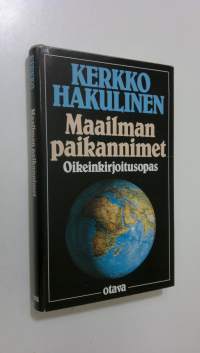 KERKKO
HAKULINEN
Maailman
paikannimet
Oikeinkirjoitusopas
otava